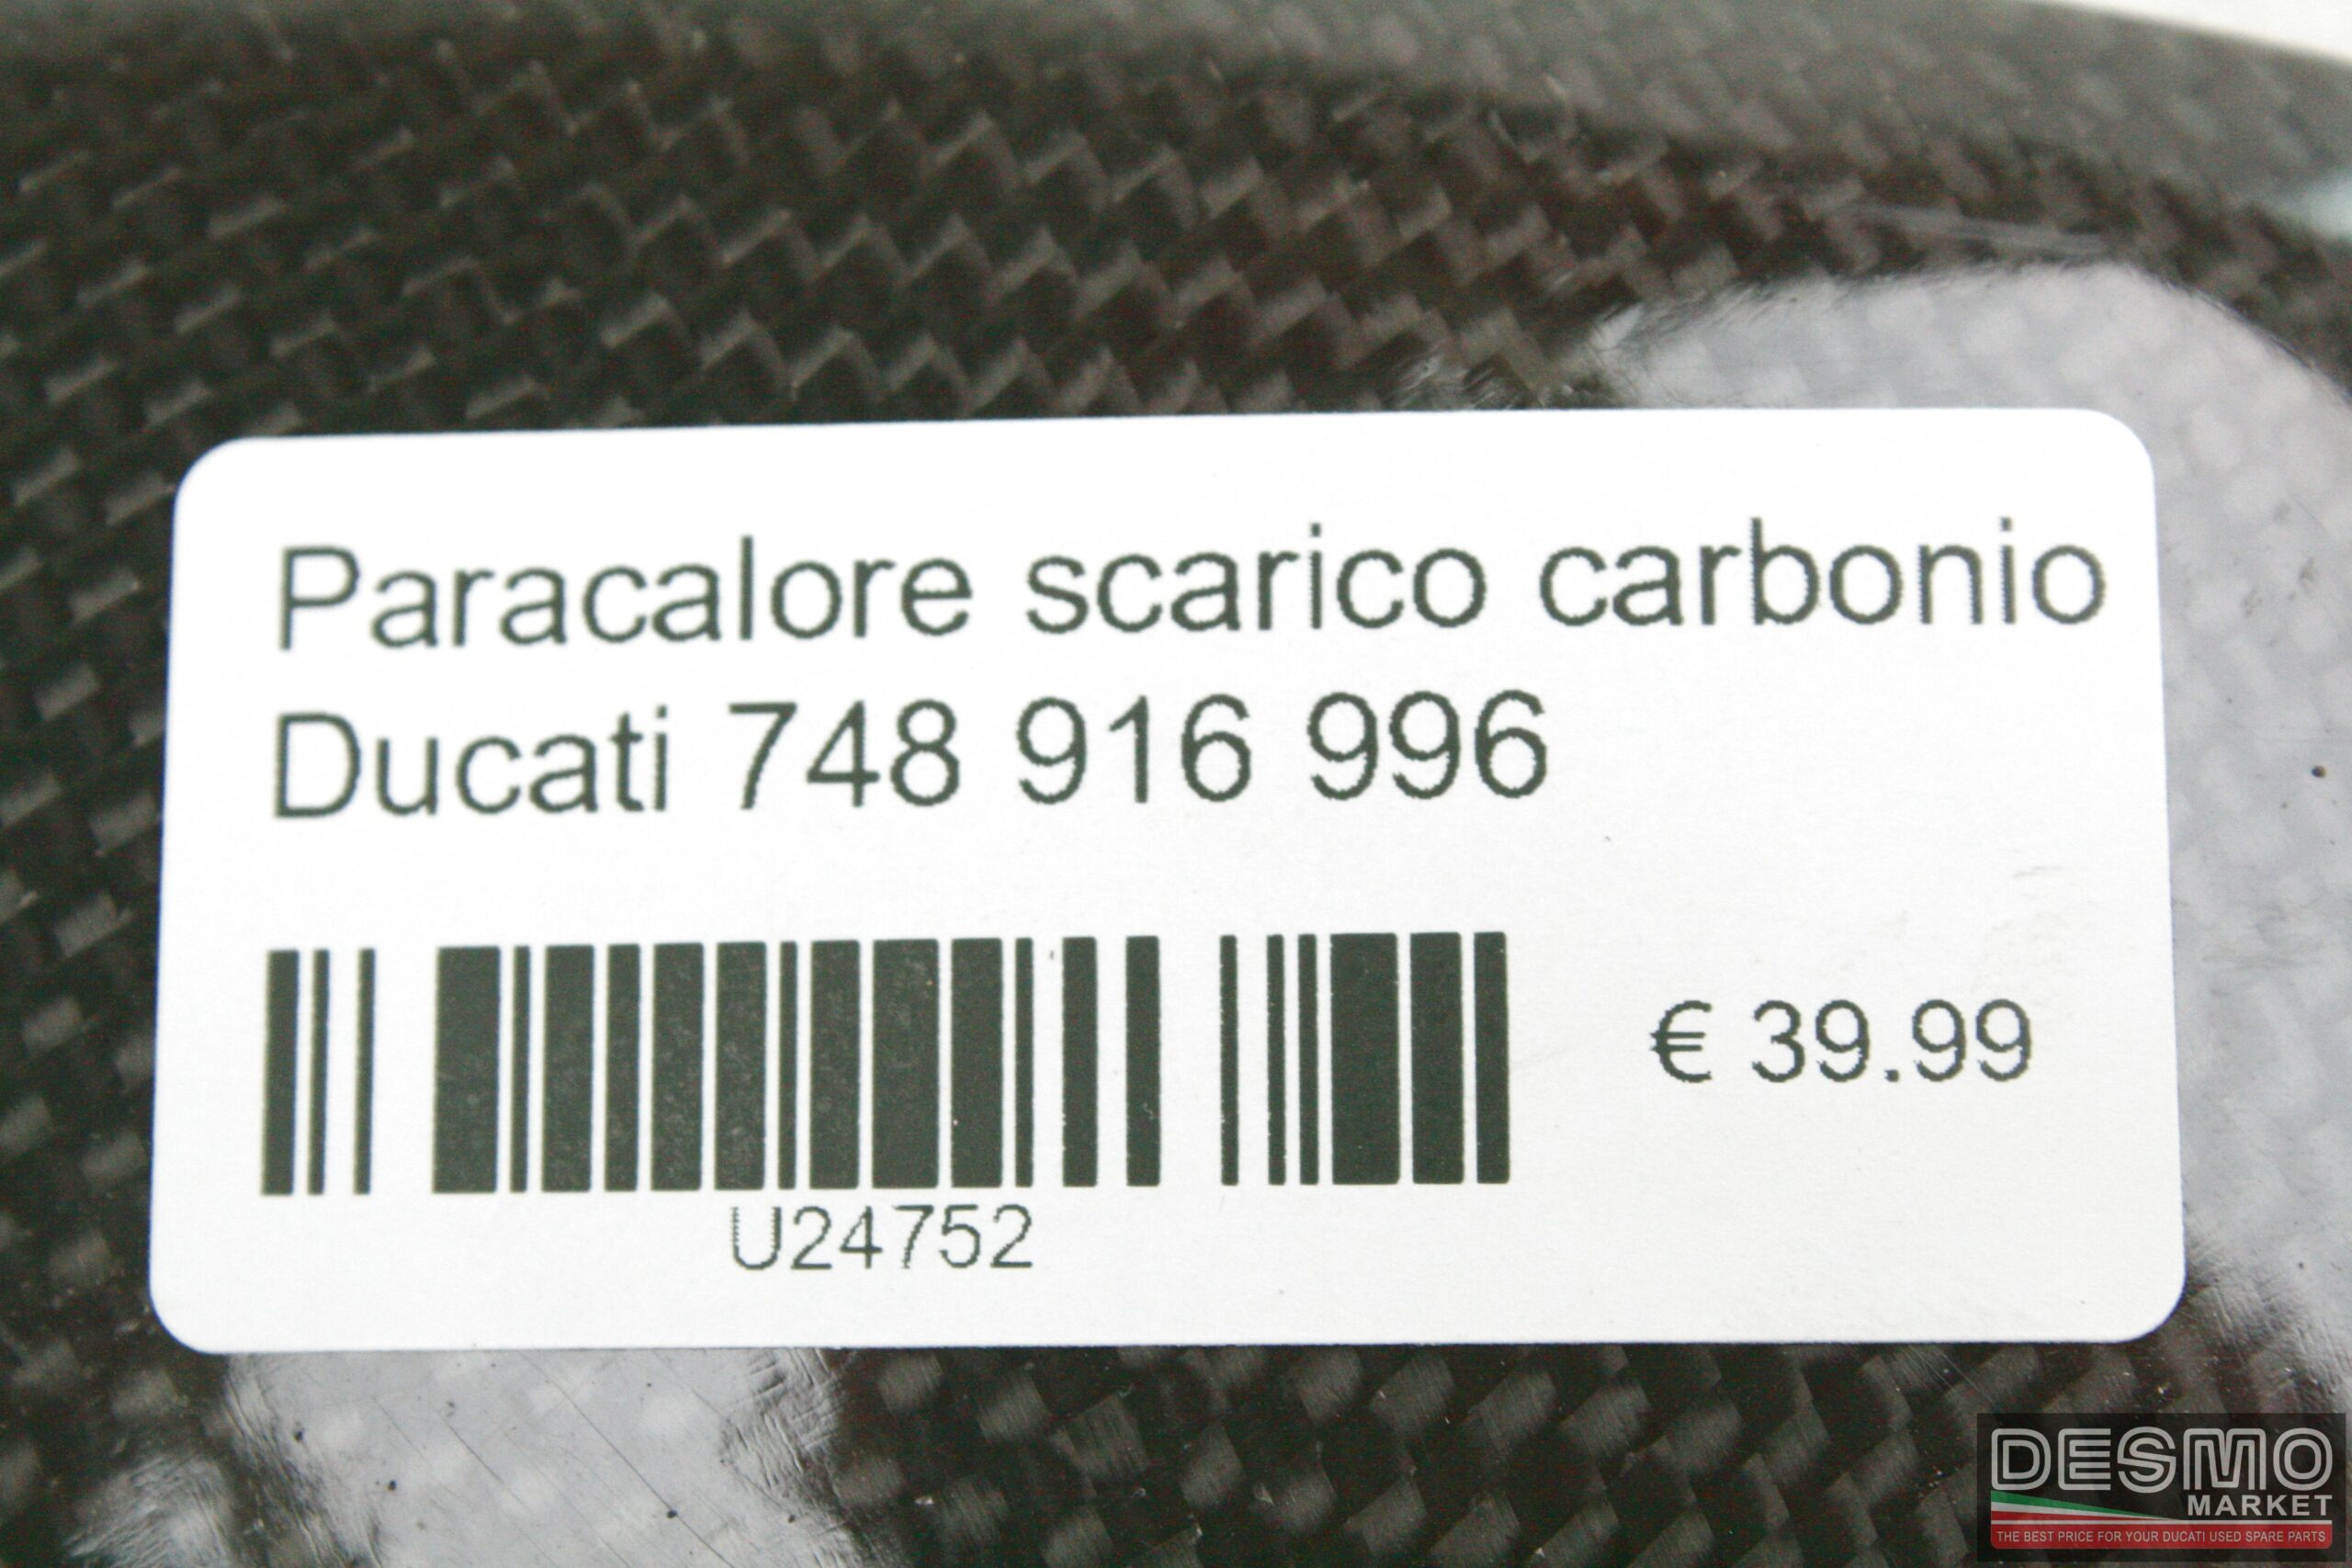 Paracalore scarico carbonio
Ducati 748 916 996
€ 39.99
U24752
DESMO
MARKET
THE BEST PRICE FOR YOUR DUCATI USED SPARE PARTS